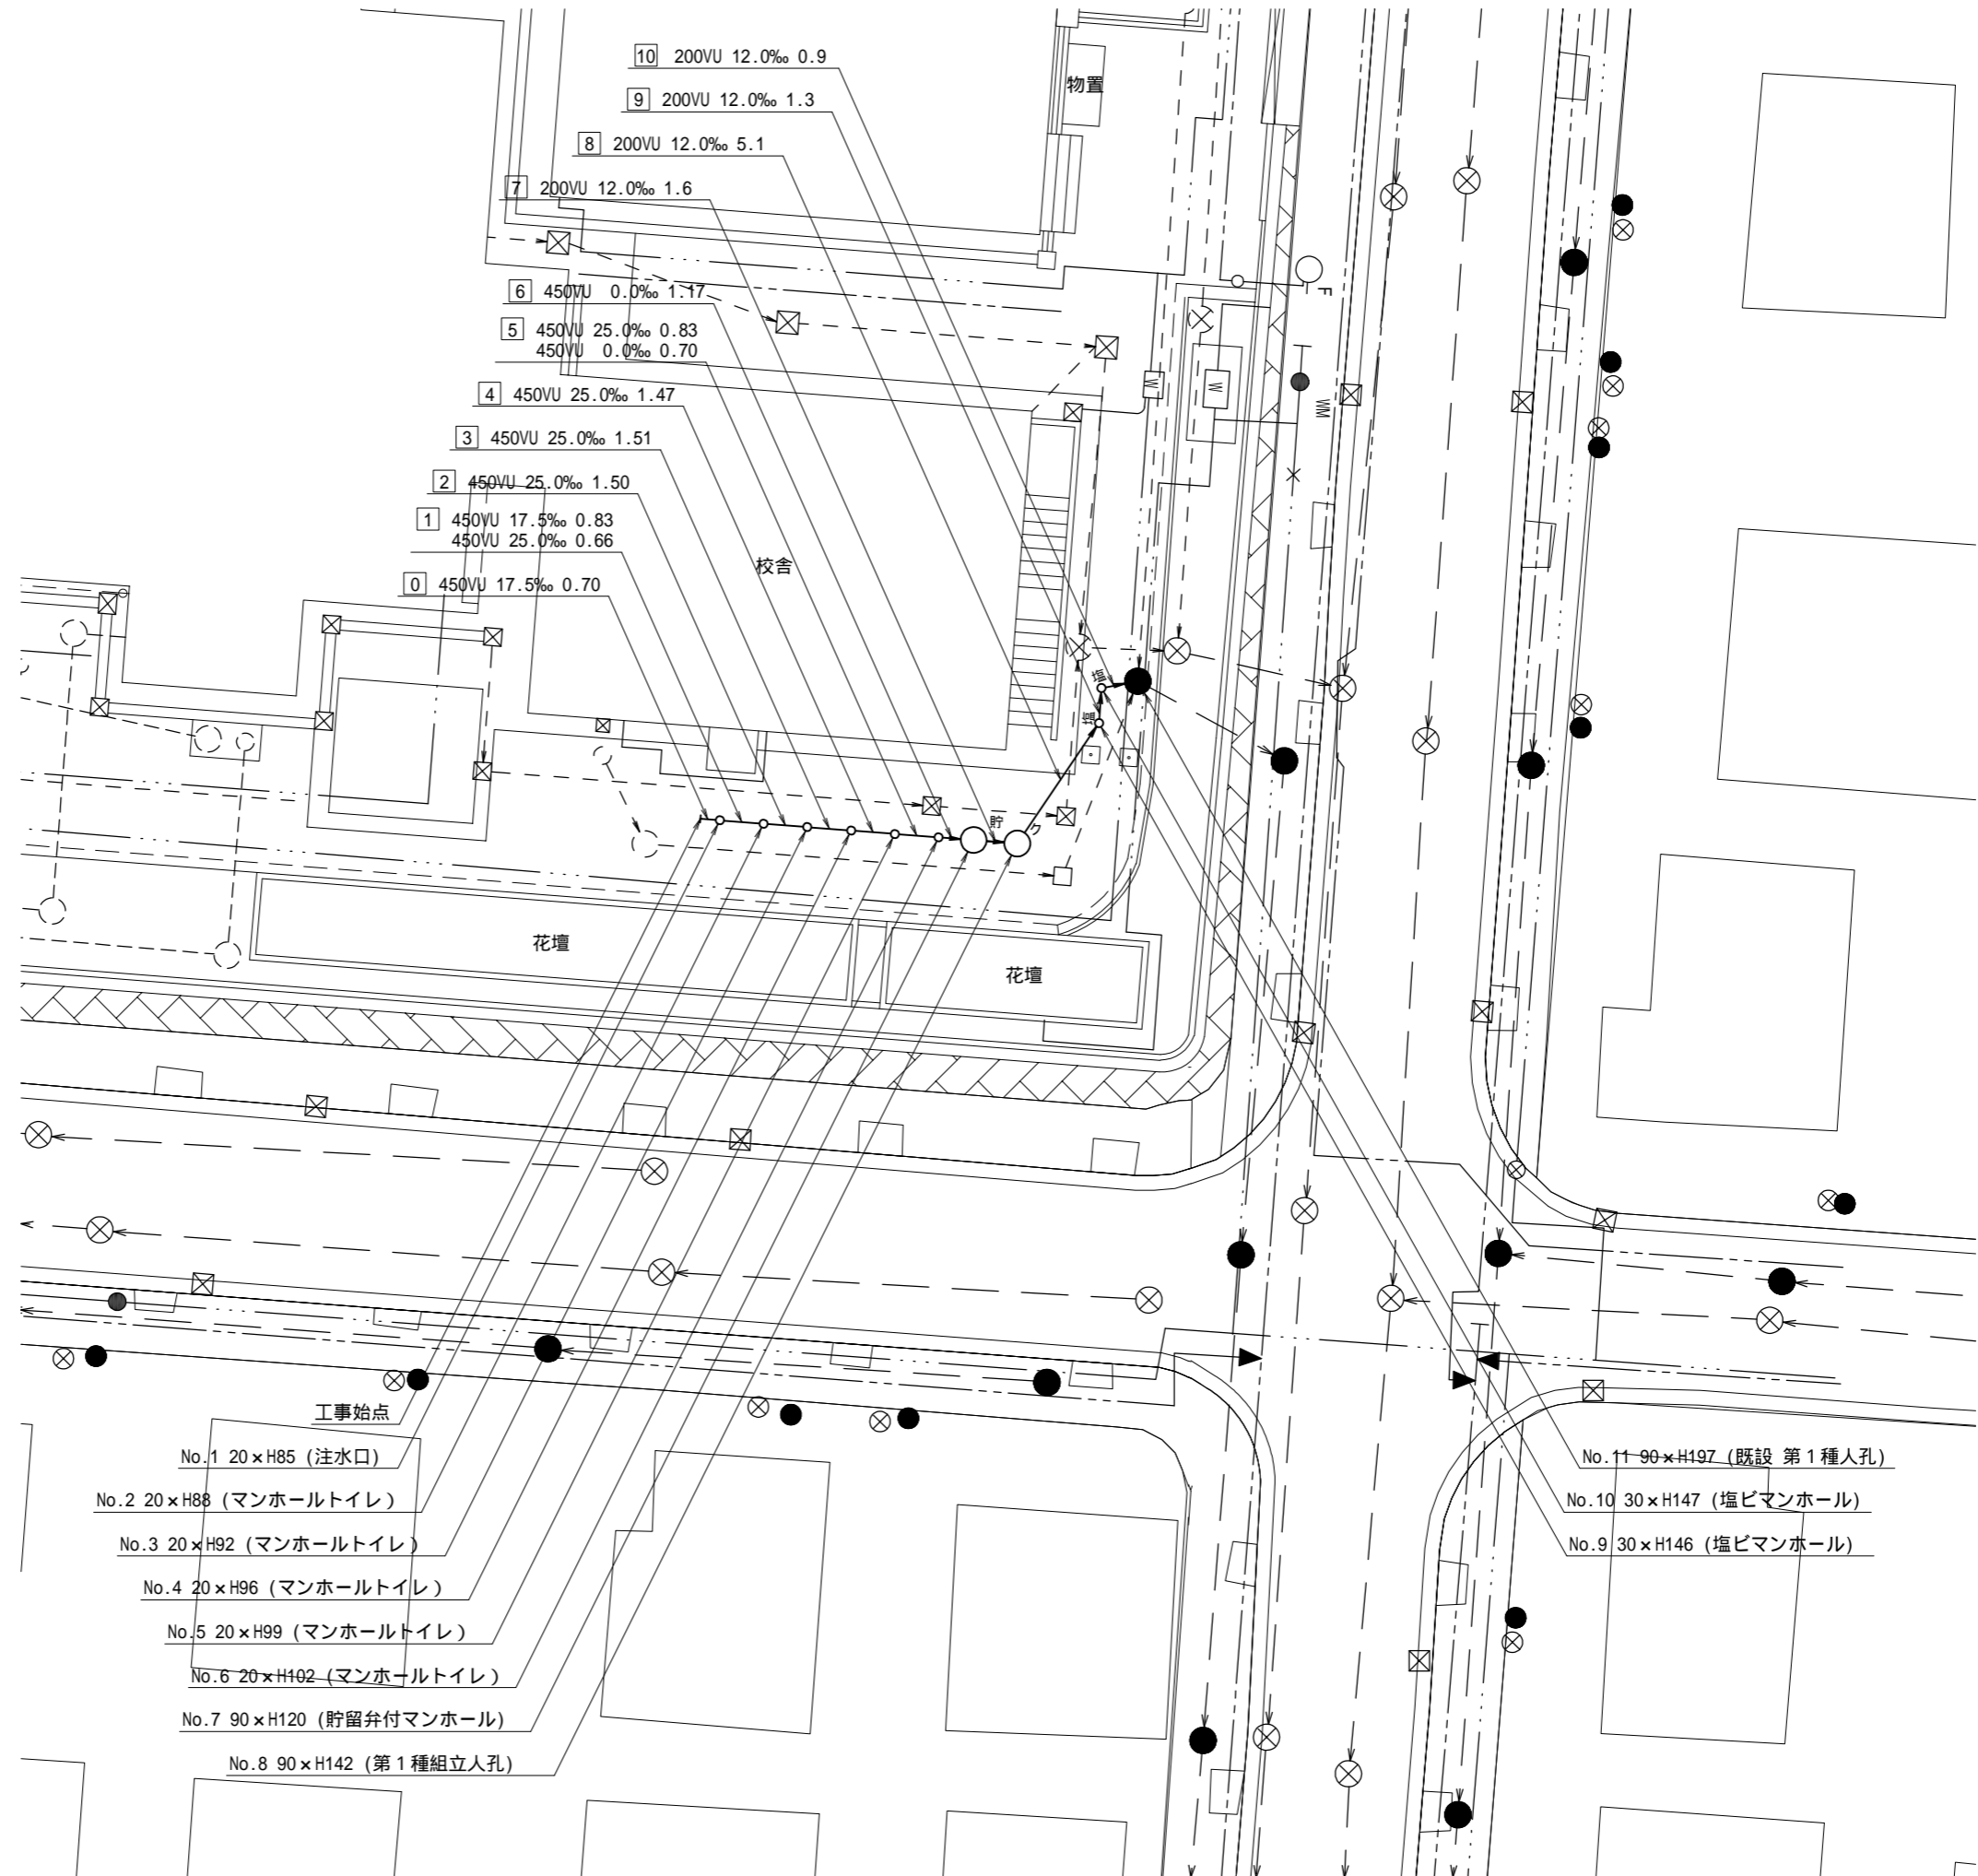 10 200VU 12.0‰ 0.9
9 200VU 12.0‰ 1.3
8 200VU 12.0‰ 5.1
7 200VU 12.0‰ 1.6
6 450VU 0.0‰ 1.17
5 450VU 25.0‰ 0.83
450VU 0.0‰ 0.70
4 450VU 25.0‰ 1.47
3 450VU 25.0‰ 1.51
2 450VU 25.0‰ 1.50
1 450VU 17.5‰ 0.83
450VU 25.0‰ 0.66
0 450VU 17.5‰ 0.70
物置
F
W
W
WM
校舎
塩
塩
貯
ク
花壇
花壇
工事始点
No.1 20×H85 (注水口)
No.2 20×H88 (マンホールトイレ)
No.3 20×H92 (マンホールトイレ)
No.4 20×H96 (マンホールトイレ)
No.5 20×H99 (マンホールトイレ)
No.6 20×H102 (マンホールトイレ)
No.7 90×H120 (貯留弁付マンホール)
No.8 90×H142 (第1種組立人孔)
No.11 90×H197 (既設 第1種人孔)
No.10 30×H147 (塩ビマンホール)
No.9 30×H146 (塩ビマンホール)